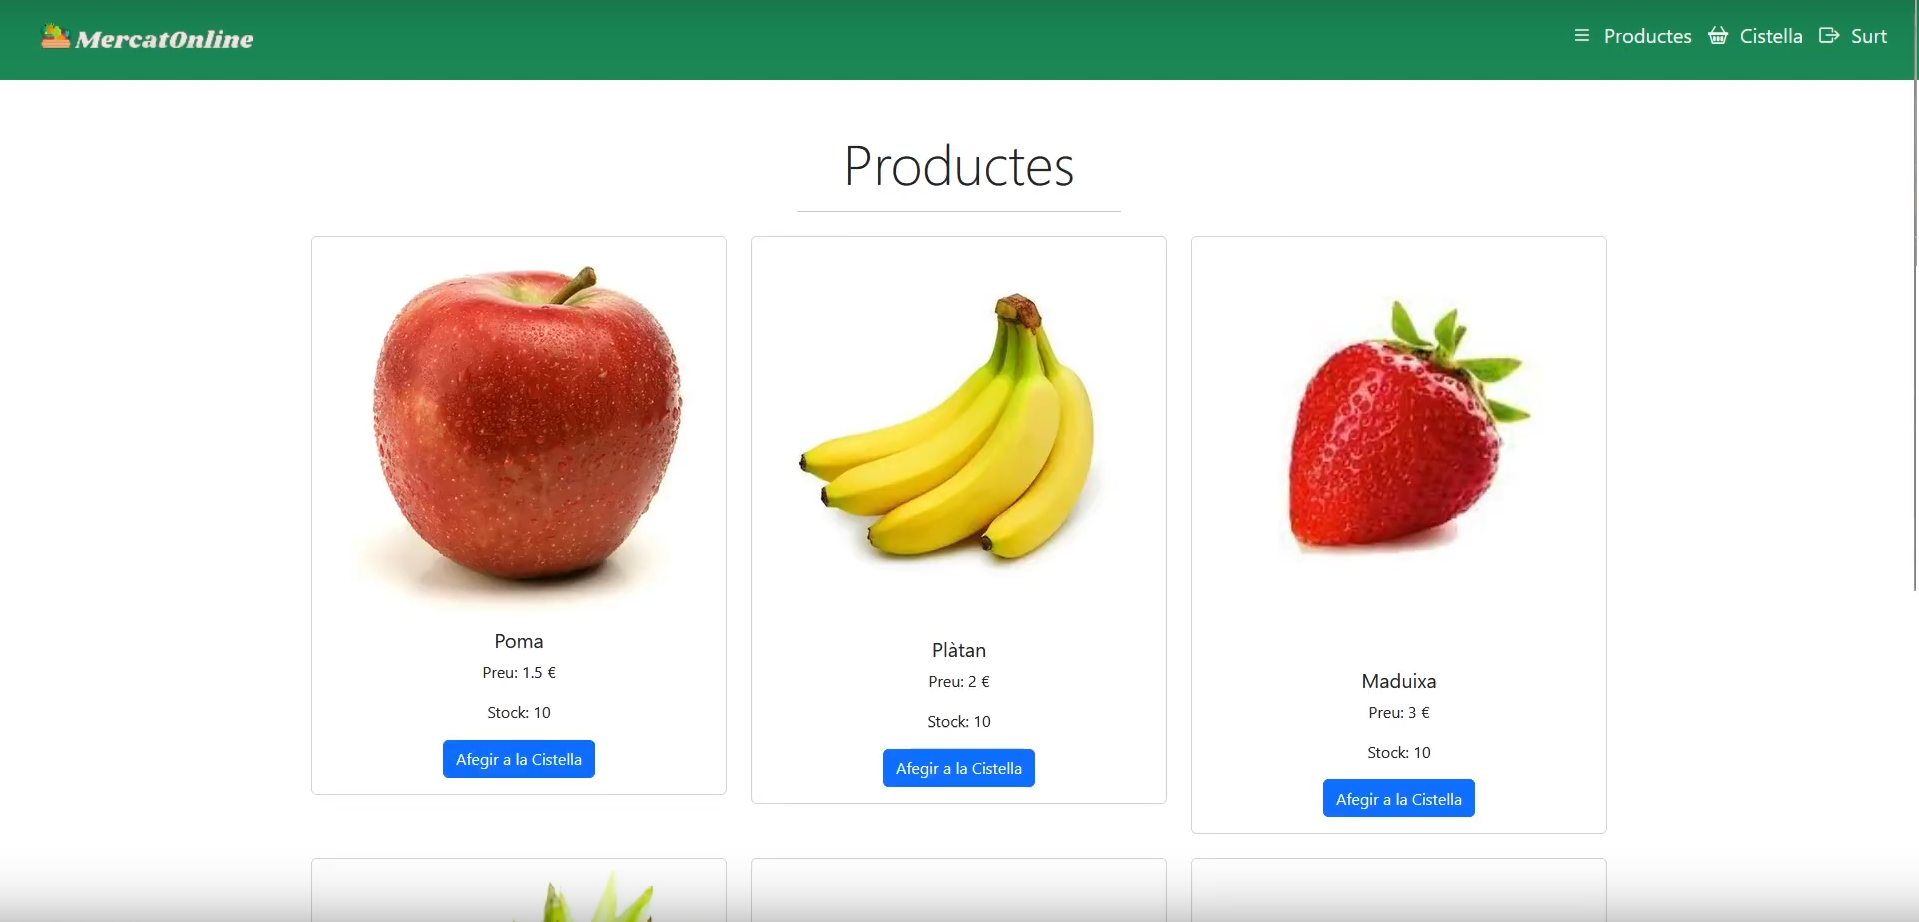 MercatOnline
Productes Cistella Surt
Productes
Poma
Preu: 1.5 €
Stock: 10
Afegir a la Cistella
Plàtan
Preu: 2 €
Stock: 10
Afegir a la Cistella
Maduixa
Preu: 3 €
Stock: 10
Afegir a la Cistella